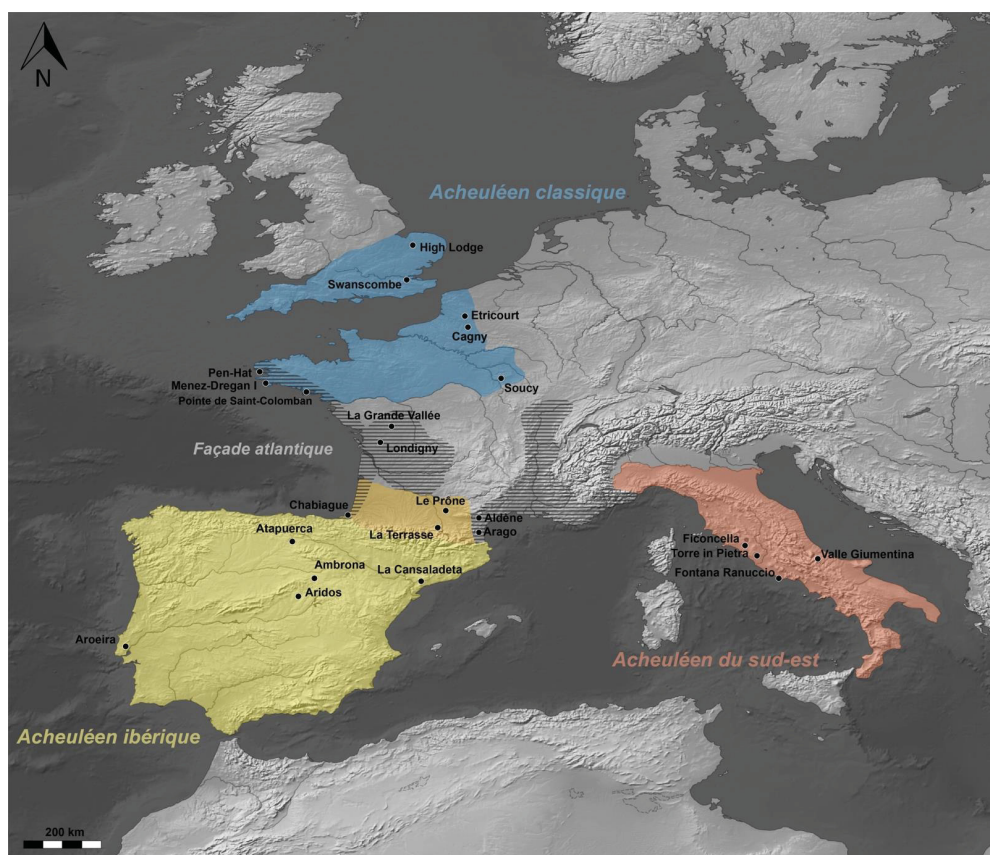 N
Acheuléen classique
High Lodge
Swanscombe
Etricourt
Cagny
Pen-Hat
Menez-Dregan I
Soucy
Pointe de Saint-Colomban
La Grande Vallée
Façade atlantique
Londigny
Chabiague
Le Prône
Aldène
Atapuerca
La Terrasse
Arago
Ficoncella
Torre in Pietra
Valle Giumentina
Ambrona
La Cansaladeta
Fontana Ranuccio
Aridos
Aroeira
Acheuléen du sud-est
Acheuléen ibérique
200 km